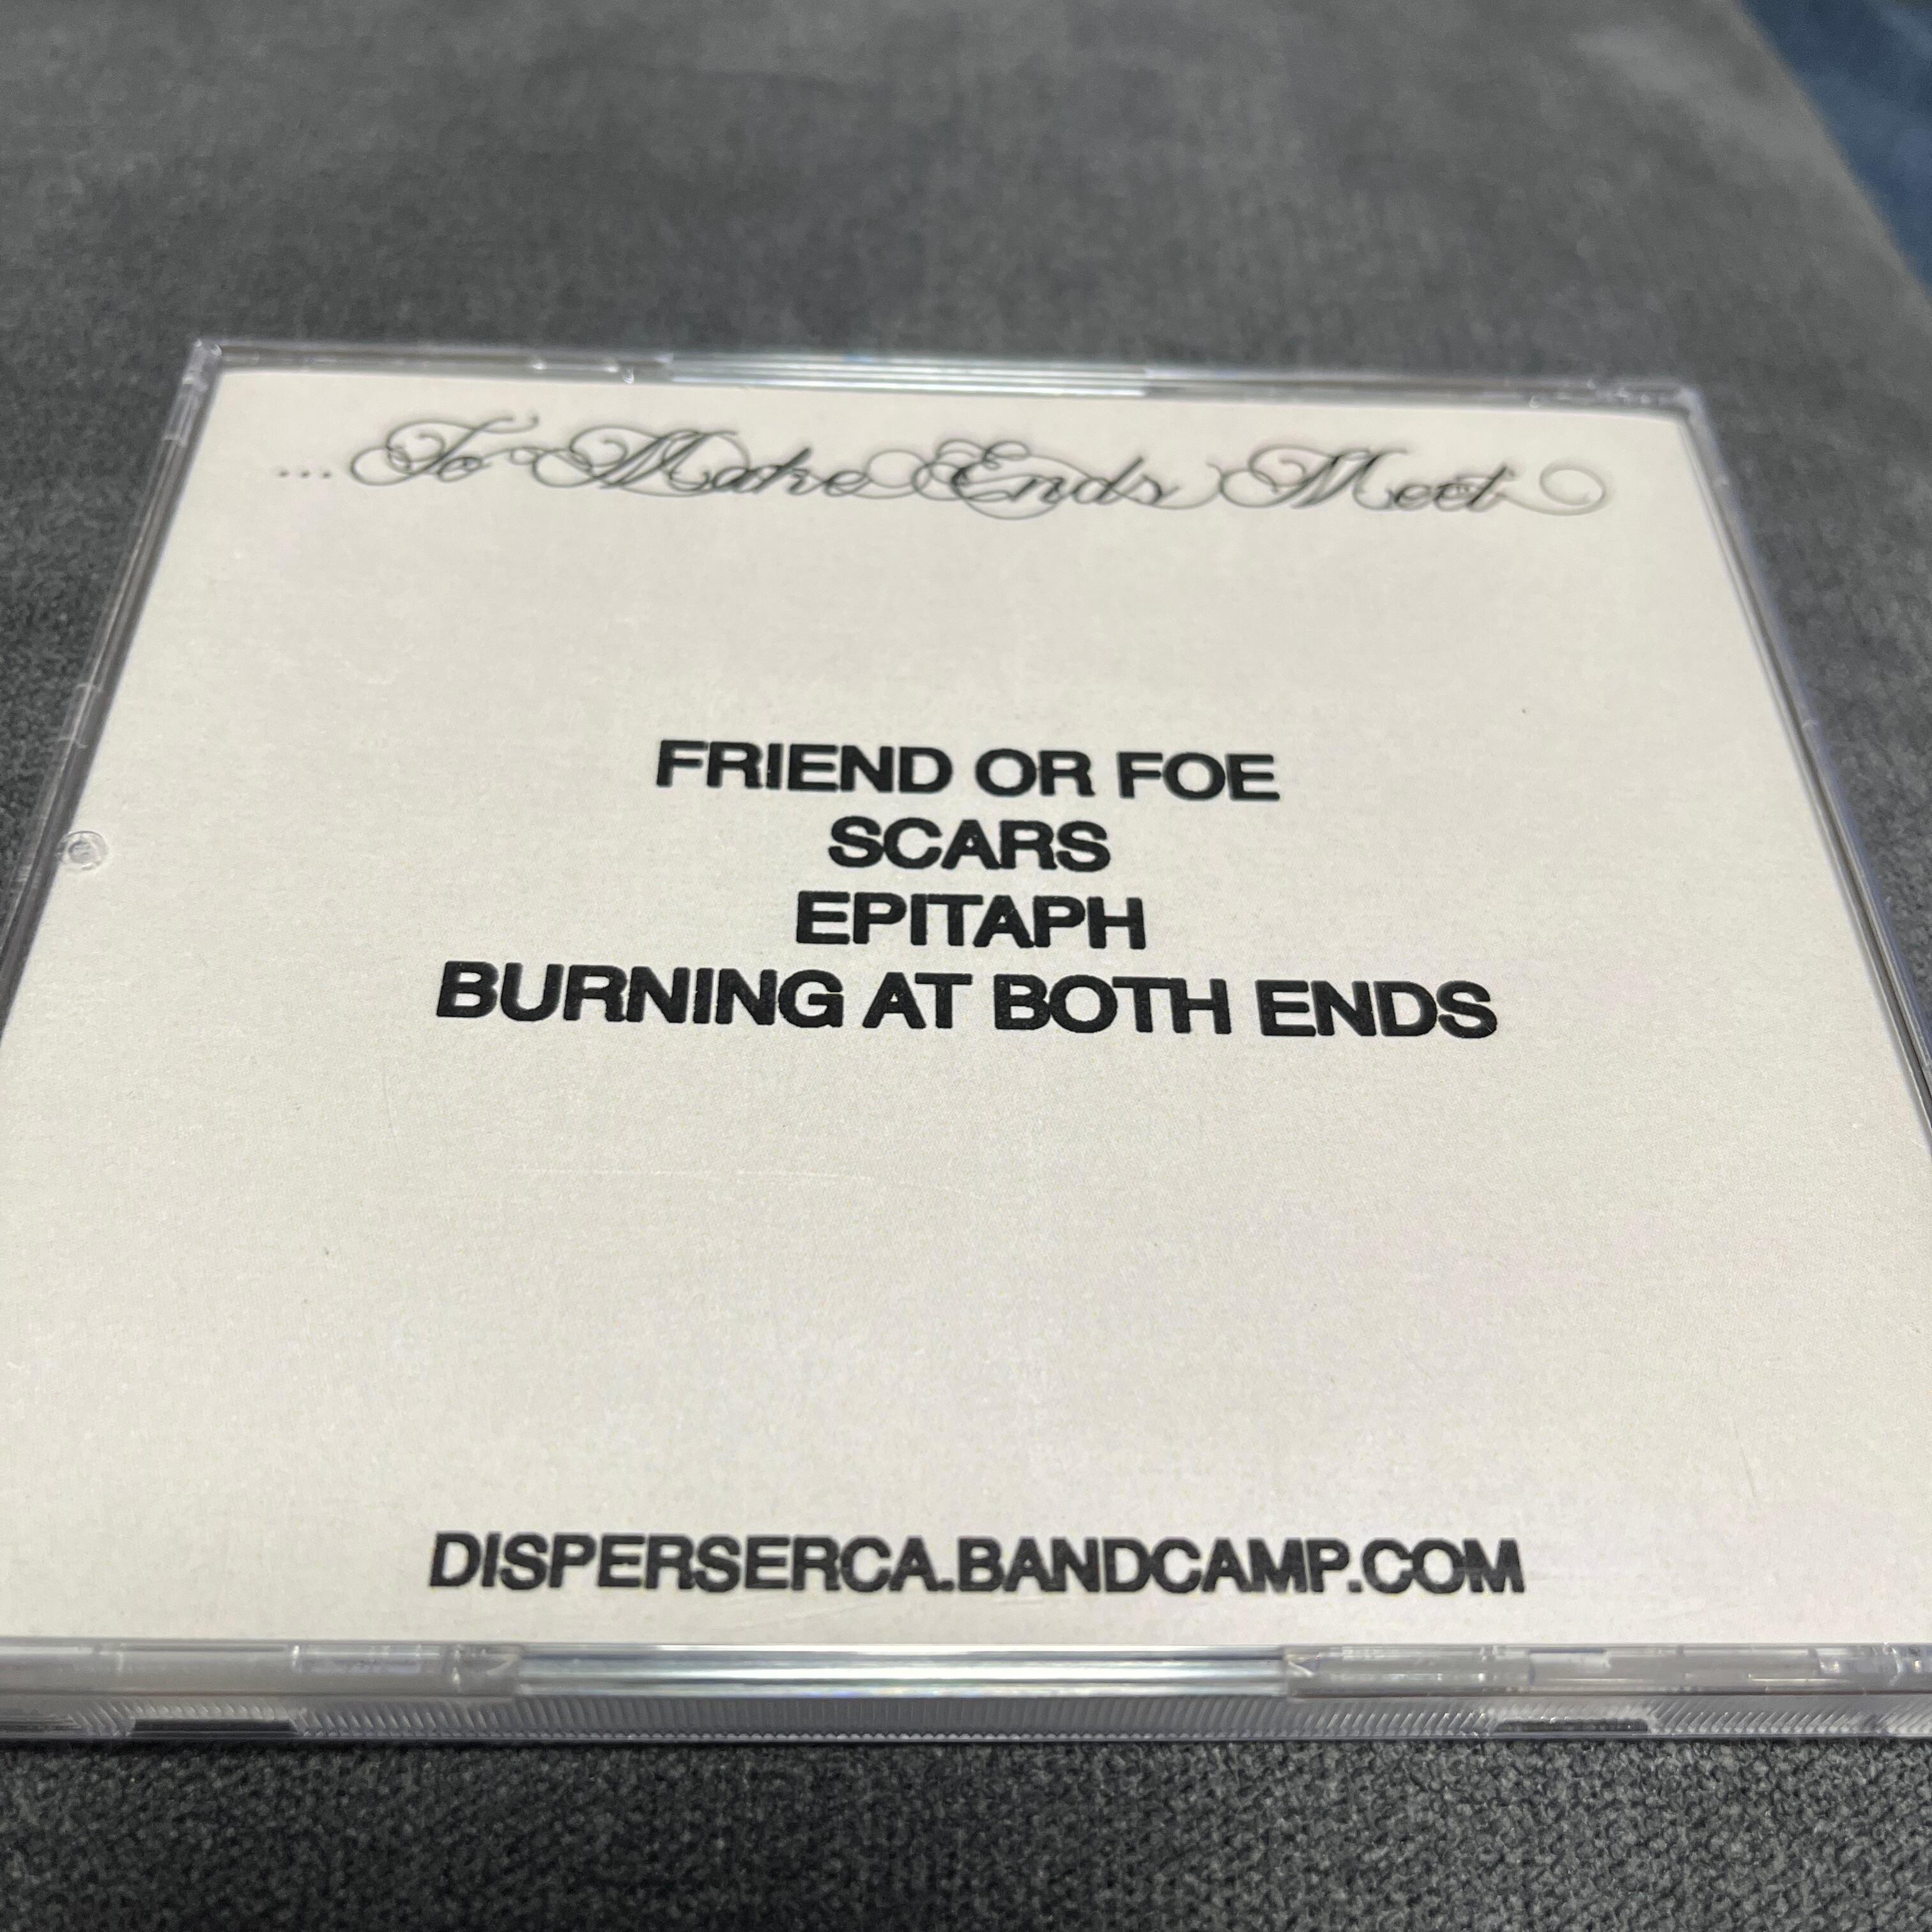 ...To Make Ends Meet
FRIEND OR FOE
SCARS
EPITAPH
BURNING AT BOTH ENDS
DISPERSERCA.BANDCAMP.COM